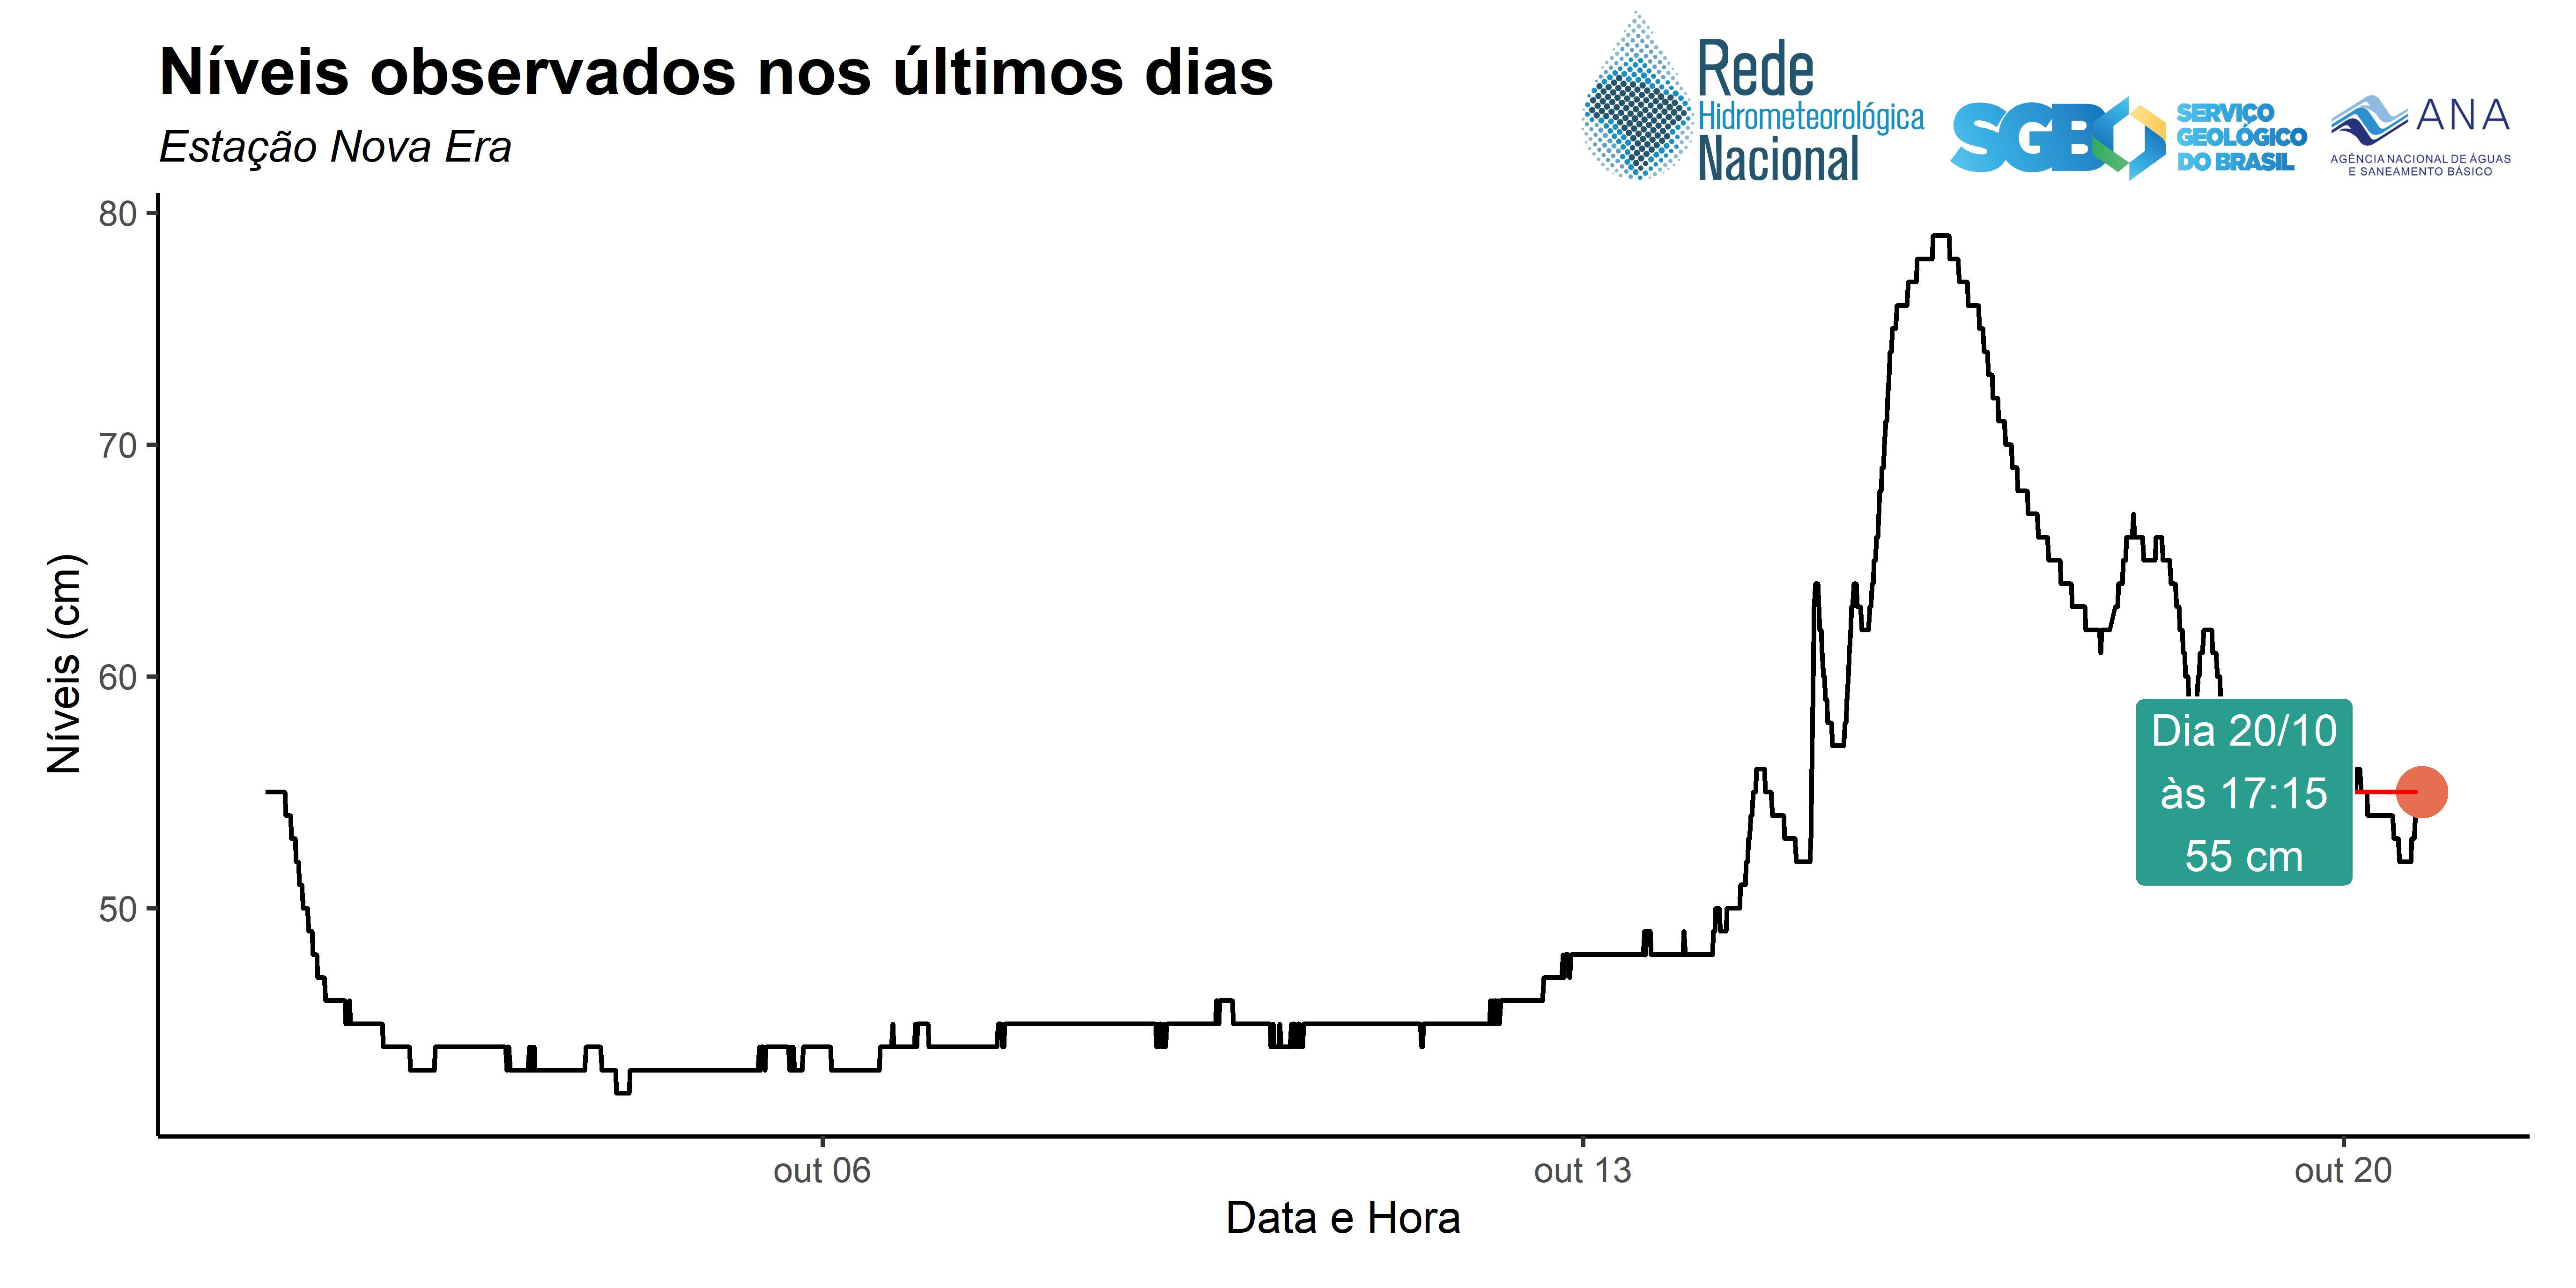 Níveis observados nos últimos dias
Estação Nova Era
Rede
Hidrometeorológica
Nacional
SGB
SERVIÇO
GEOLÓGICO
DO BRASIL
ANA
AGÊNCIA NACIONAL DE ÁGUAS
E SANEAMENTO BÁSICO
80
70
60
50
Níveis (cm)
Dia 20/10
às 17:15
55 cm
out 06
out 13
out 20
Data e Hora